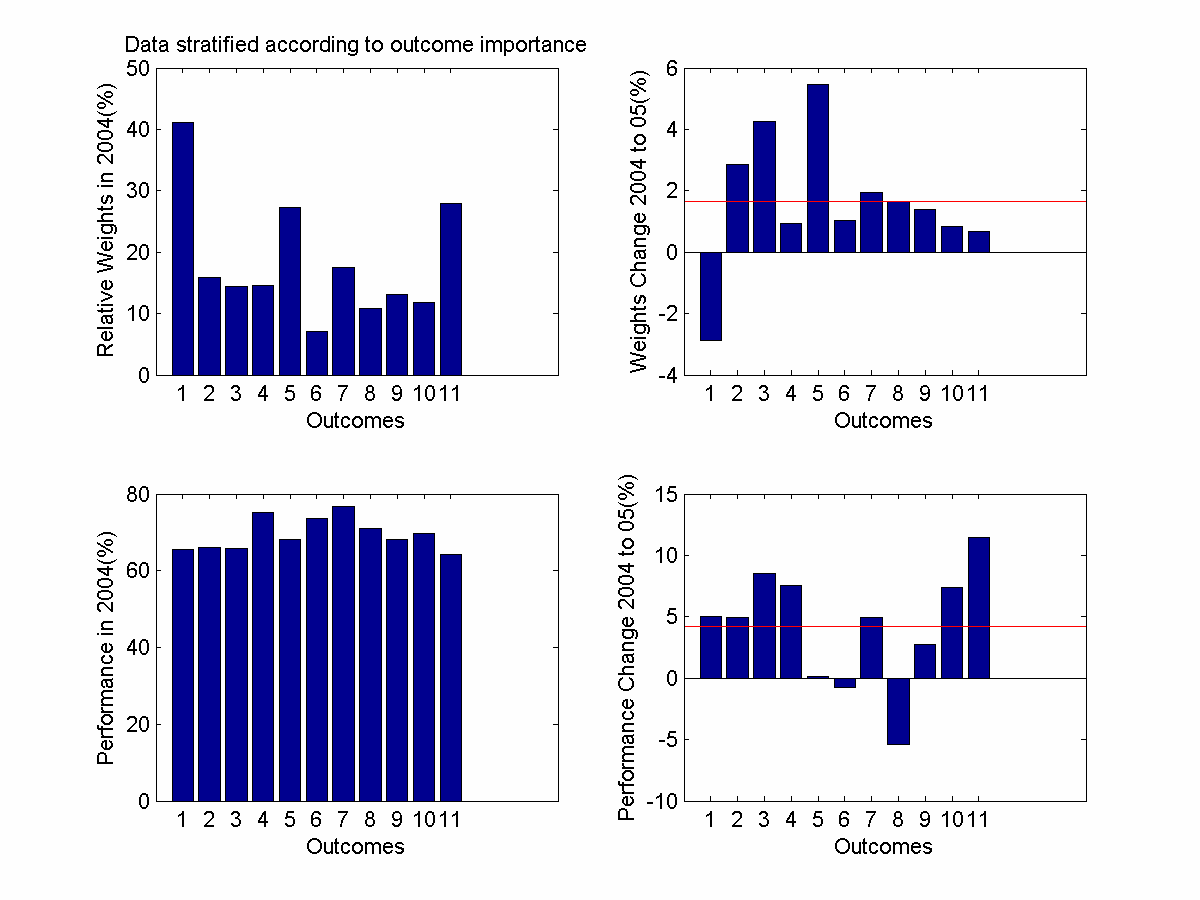 Data stratified according to outcome importance
Relative Weights in 2004(%)
50
40
30
20
10
0
1 2 3 4 5 6 7 8 9 10 11
Outcomes
Weights Change 2004 to 05(%)
6
4
2
0
-2
-4
1 2 3 4 5 6 7 8 9 10 11
Outcomes
Performance in 2004(%)
80
60
40
20
0
1 2 3 4 5 6 7 8 9 10 11
Outcomes
Performance Change 2004 to 05(%)
15
10
5
0
-5
-10
1 2 3 4 5 6 7 8 9 10 11
Outcomes